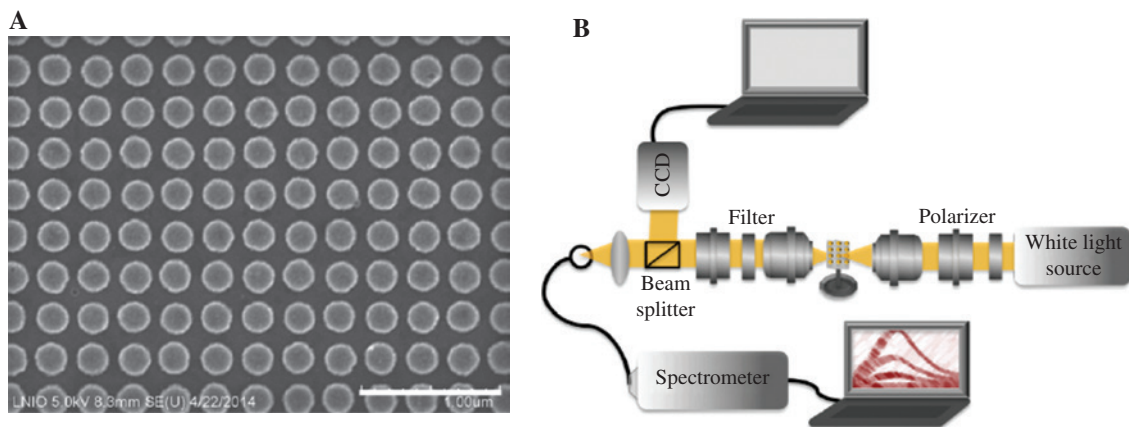 A
LNIO 5.0kV 8.3mm SE(U) 4/22/2014
1.00um
B
CCD
Filter
Polarizer
White light
source
Beam
splitter
Spectrometer